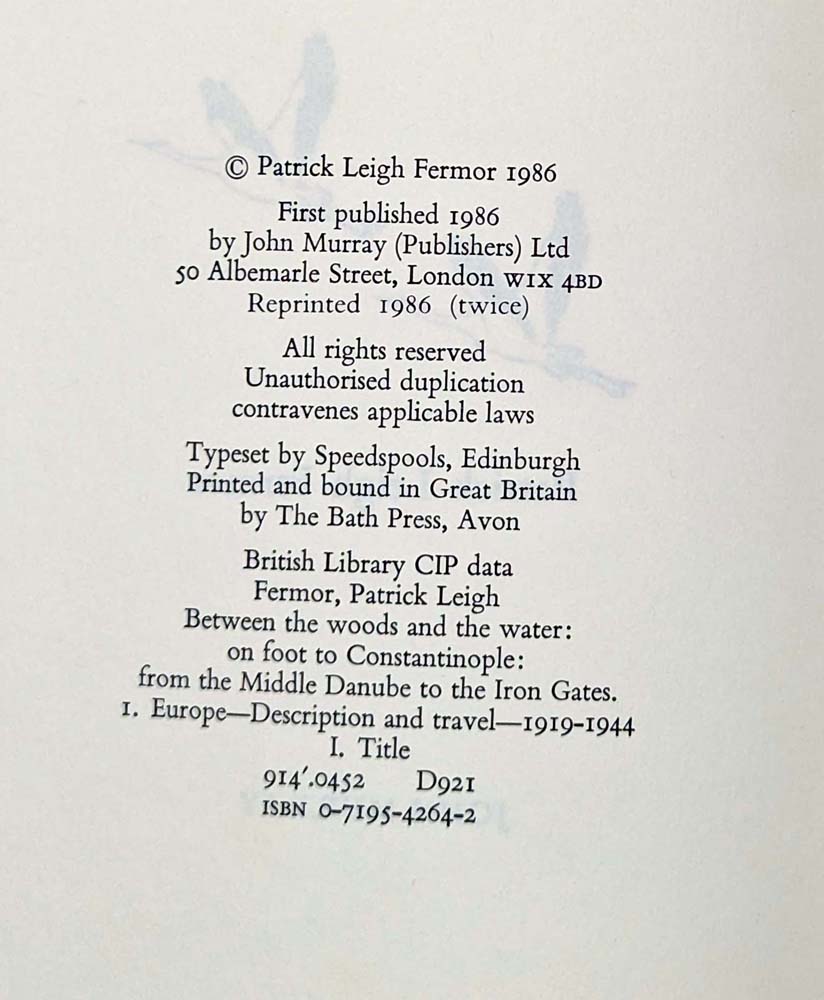 © Patrick Leigh Fermor 1986
First published 1986
by John Murray (Publishers) Ltd
50 Albemarle Street, London W1X 4BD
Reprinted 1986 (twice)
All rights reserved
Unauthorised duplication
contravenes applicable laws
Typeset by Speedspools, Edinburgh
Printed and bound in Great Britain
by The Bath Press, Avon
British Library CIP data
Fermor, Patrick Leigh
Between the woods and the water:
on foot to Constantinople:
from the Middle Danube to the Iron Gates.
1. Europe—Description and travel—1919–1944
I. Title
914′.0452 D921
ISBN 0–7195–4264–2